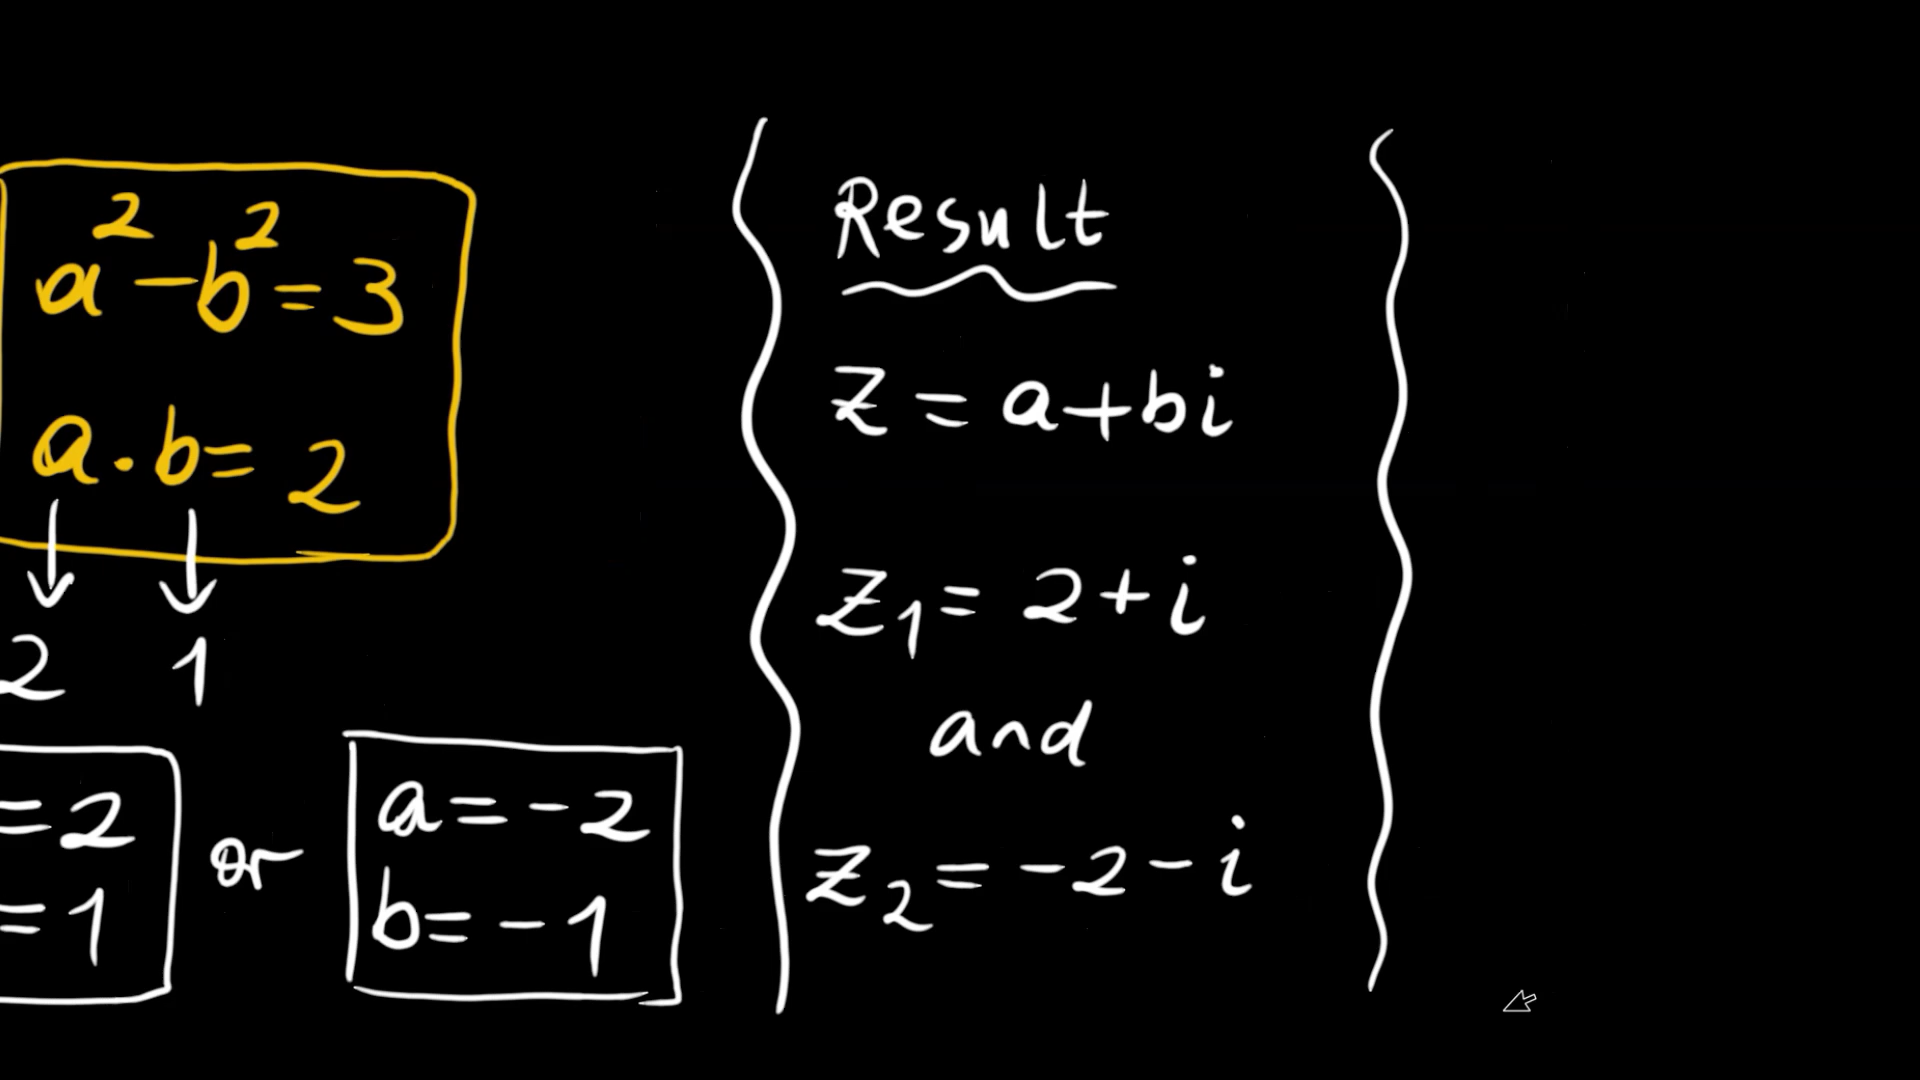 a² - b² = 3
a · b = 2
2 1
= 2
= 1
or
a = -2
b = -1
Result
z = a + bi
z₁ = 2 + i
and
z₂ = -2 - i